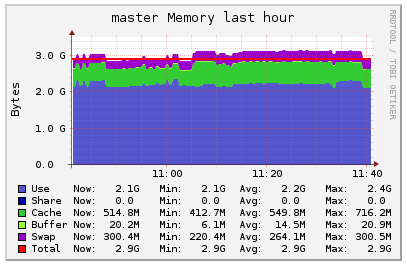 master Memory last hour
RRDTOOL / TOBI OETIKER
Bytes
3.0 G
2.0 G
1.0 G
0.0
11:00 11:20 11:40
Use Now: 2.1G Min: 2.1G Avg: 2.2G Max: 2.4G
Share Now: 0.0 Min: 0.0 Avg: 0.0 Max: 0.0
Cache Now: 514.8M Min: 412.7M Avg: 549.8M Max: 716.2M
Buffer Now: 20.2M Min: 6.1M Avg: 14.5M Max: 20.9M
Swap Now: 300.4M Min: 220.4M Avg: 264.1M Max: 300.5M
Total Now: 2.9G Min: 2.9G Avg: 2.9G Max: 2.9G